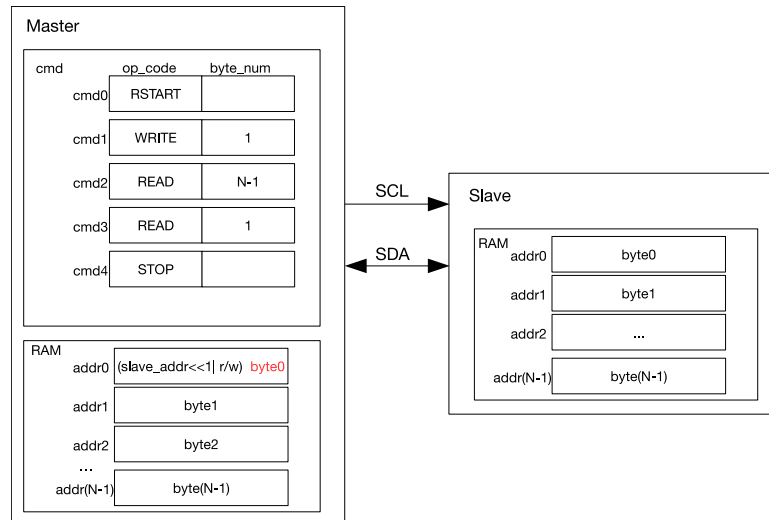 Master
cmd op_code byte_num
cmd0 RSTART
cmd1 WRITE 1
cmd2 READ N-1
cmd3 READ 1
cmd4 STOP
RAM
addr0 (slave_addr<<1| r/w) byte0
addr1 byte1
addr2 byte2
...
addr(N-1) byte(N-1)
SCL
SDA
Slave
RAM
addr0 byte0
addr1 byte1
addr2 ...
addr(N-1) byte(N-1)